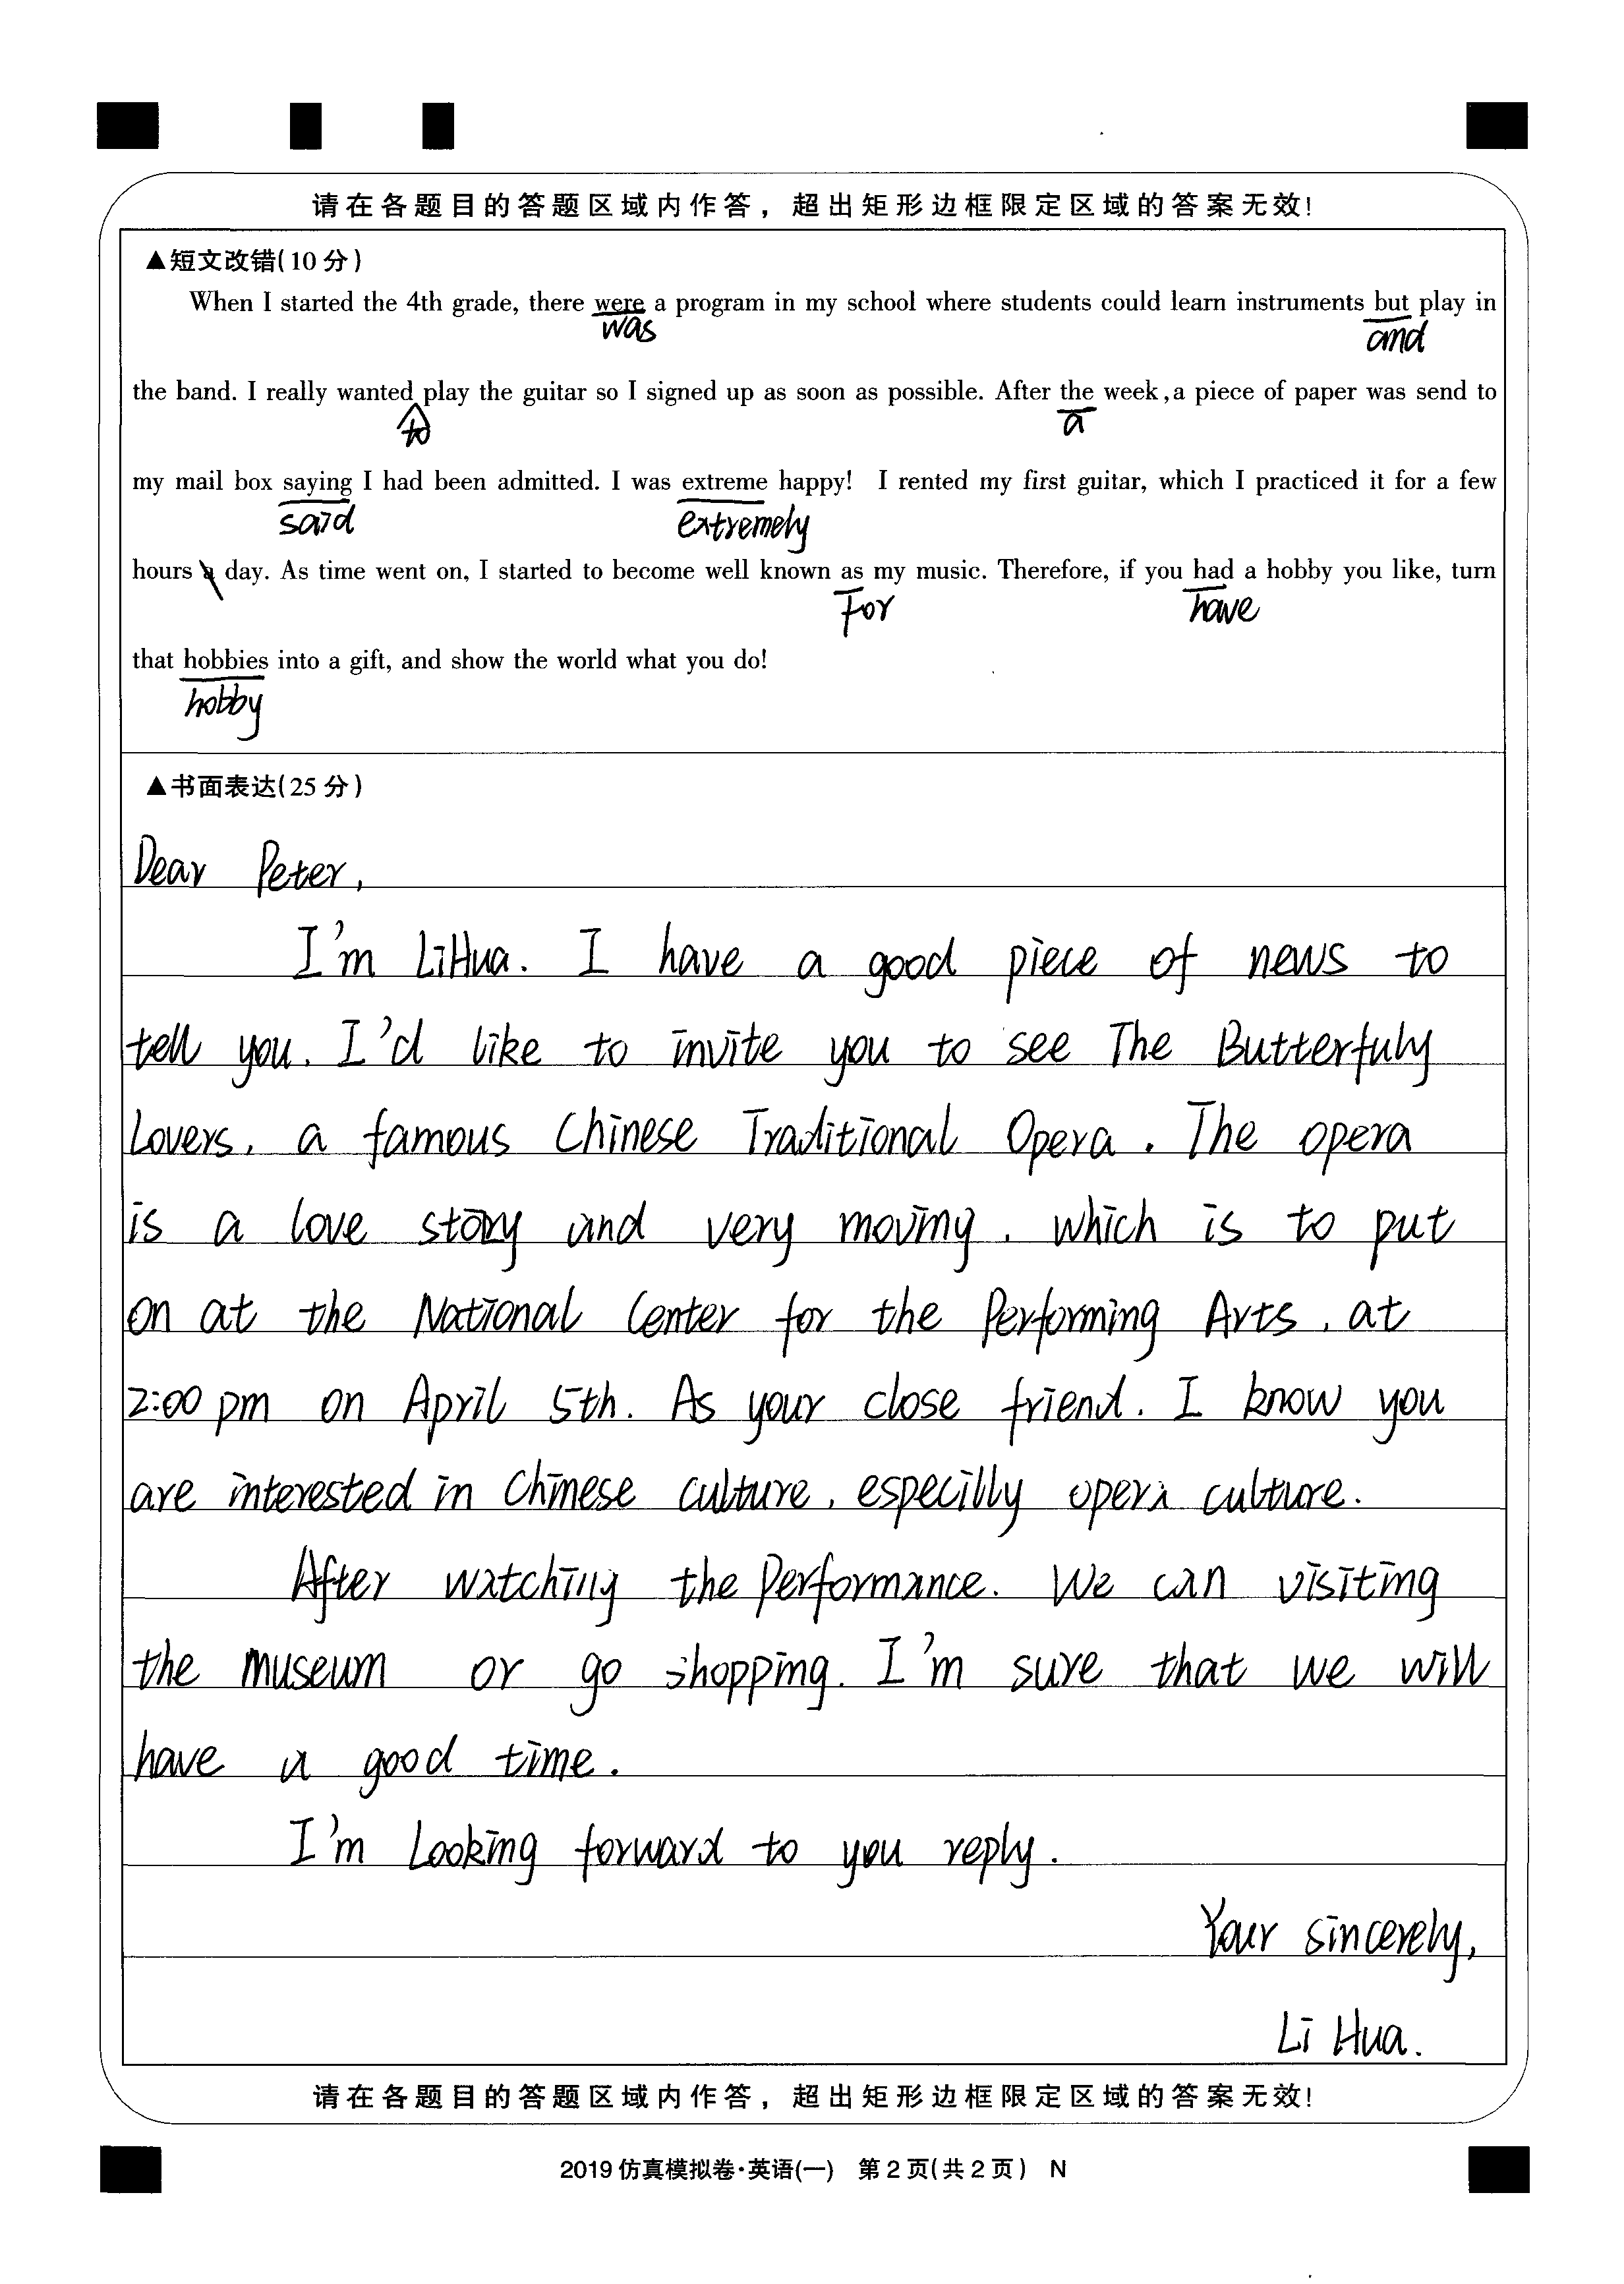 请在各题目的答题区域内作答，超出矩形边框限定区域的答案无效!
▲短文改错(10分)
When I started the 4th grade, there were a program in my school where students could learn instruments but play in
was and
the band. I really wanted play the guitar so I signed up as soon as possible. After the week,a piece of paper was send to
to a
my mail box saying I had been admitted. I was extreme happy! I rented my first guitar, which I practiced it for a few
said extremely
hours a day. As time went on, I started to become well known as my music. Therefore, if you had a hobby you like, turn
For have
that hobbies into a gift, and show the world what you do!
hobby
▲书面表达(25分)
Dear Peter,
I'm LiHua. I have a good piece of news to
tell you. I'd like to invite you to see The Butterfuly
Lovers, a famous Chinese Traditional Opera. The opera
is a love story and very moving, which is to put
on at the National Center for the Performing Arts, at
2:00 pm on April 5th. As your close friend. I know you
are interested in Chinese culture, especilly opera culture.
After watching the Performance. We can visiting
the museum or go shopping. I'm sure that we will
have a good time.
I'm Looking forward to you reply.
Your sincerely,
Li Hua.
请在各题目的答题区域内作答，超出矩形边框限定区域的答案无效!
2019仿真模拟卷·英语(一) 第2页(共2页) N